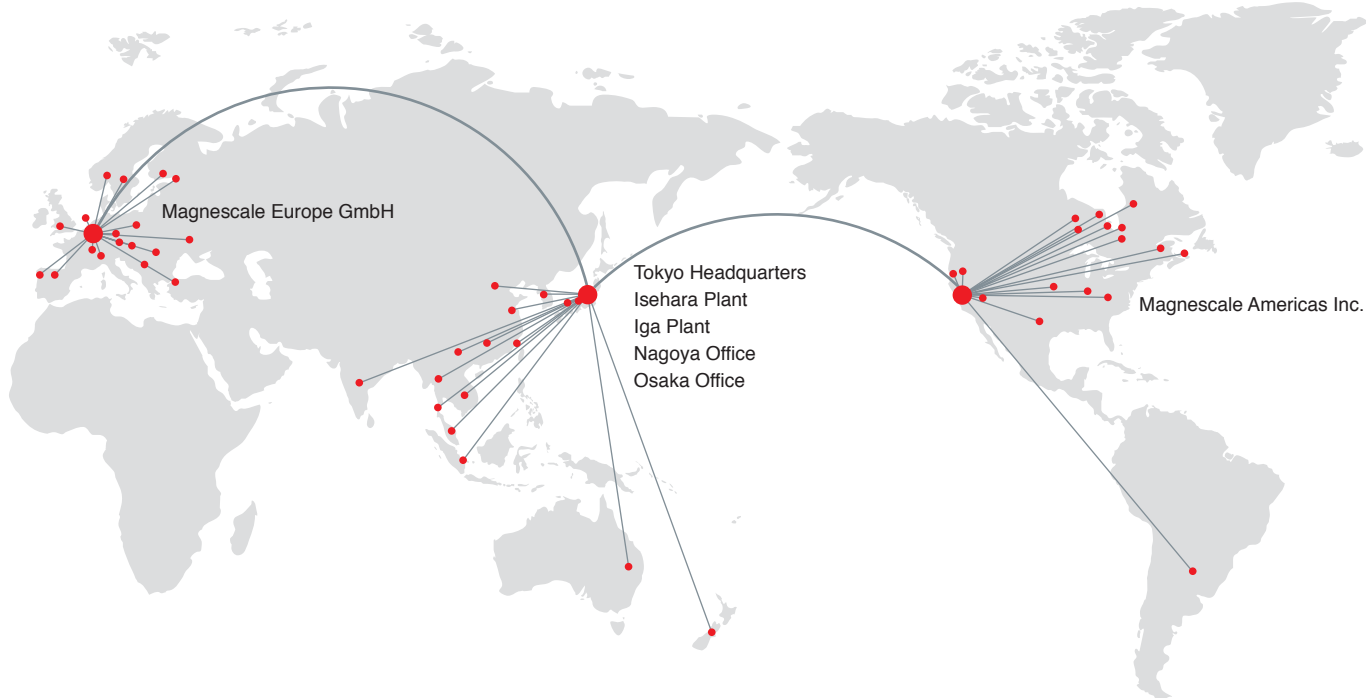 Magnescale Europe GmbH
Tokyo Headquarters
Isehara Plant
Iga Plant
Nagoya Office
Osaka Office
Magnescale Americas Inc.